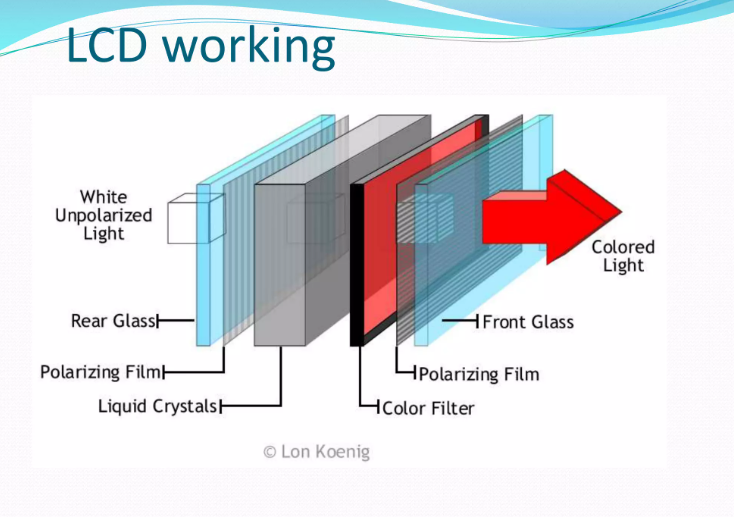 LCD working
White
Unpolarized
Light
Colored
Light
Rear Glass
Front Glass
Polarizing Film
Polarizing Film
Liquid Crystals
Color Filter
© Lon Koenig